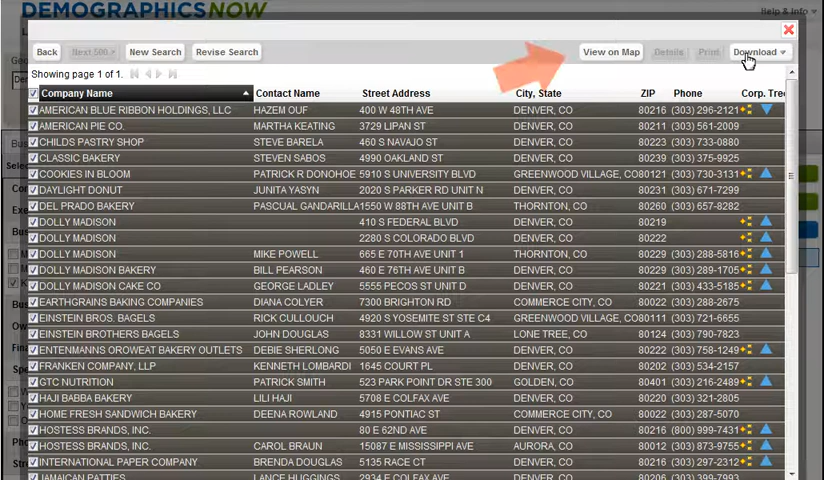 DEMOGRAPHICSNOW
Help & Info
Back Next 500 > New Search Revise Search View on Map Details Print Download
Showing page 1 of 1.
Company Name Contact Name Street Address City, State ZIP Phone Corp. Tree
AMERICAN BLUE RIBBON HOLDINGS, LLC HAZEM OUF 400 W 48TH AVE DENVER, CO 80216 (303) 296-2121
AMERICAN PIE CO. MARTHA KEATING 3729 LIPAN ST DENVER, CO 80211 (303) 561-2009
CHILDS PASTRY SHOP STEVE BARELA 460 S NAVAJO ST DENVER, CO 80223 (303) 733-0880
CLASSIC BAKERY STEVEN SABOS 4990 OAKLAND ST DENVER, CO 80239 (303) 375-9925
COOKIES IN BLOOM PATRICK R DONOHOE 5910 S UNIVERSITY BLVD GREENWOOD VILLAGE, CO 80121 (303) 730-3131
DAYLIGHT DONUT JUNITA YASYN 2020 S PARKER RD UNIT N DENVER, CO 80231 (303) 671-7299
DEL PRADO BAKERY PASCUAL GANDARILLA 1550 W 88TH AVE UNIT B THORNTON, CO 80260 (303) 657-8282
DOLLY MADISON 410 S FEDERAL BLVD DENVER, CO 80219
DOLLY MADISON 2280 S COLORADO BLVD DENVER, CO 80222
DOLLY MADISON MIKE POWELL 665 E 70TH AVE UNIT 1 THORNTON, CO 80229 (303) 288-5816
DOLLY MADISON BAKERY BILL PEARSON 460 E 76TH AVE UNIT B DENVER, CO 80229 (303) 289-1705
DOLLY MADISON CAKE CO GEORGE LADLEY 5555 PECOS ST UNIT D DENVER, CO 80221 (303) 433-5185
EARTHGRAINS BAKING COMPANIES DIANA COLYER 7300 BRIGHTON RD COMMERCE CITY, CO 80022 (303) 288-2675
EINSTEIN BROS. BAGELS RICK CULLOUCH 4920 S YOSEMITE ST STE C4 GREENWOOD VILLAGE, CO 80111 (303) 721-6655
EINSTEIN BROTHERS BAGELS JOHN DOUGLAS 8331 WILLOW ST UNIT A LONE TREE, CO 80124 (303) 790-7823
ENTENMANNS OROWEAT BAKERY OUTLETS DEBIE SHERLONG 5050 E EVANS AVE DENVER, CO 80222 (303) 758-1249
FRANKEN COMPANY, LLP KENNETH LOMBARDI 1645 COURT PL DENVER, CO 80202 (303) 534-2157
GTC NUTRITION PATRICK SMITH 523 PARK POINT DR STE 300 GOLDEN, CO 80401 (303) 216-2489
HAJI BABBA BAKERY LILI HAJI 5708 E COLFAX AVE DENVER, CO 80220 (303) 321-2805
HOME FRESH SANDWICH BAKERY DEENA ROWLAND 4915 PONTIAC ST COMMERCE CITY, CO 80022 (303) 287-5070
HOSTESS BRANDS, INC. 80 E 62ND AVE DENVER, CO 80216 (800) 999-7431
HOSTESS BRANDS, INC. CAROL BRAUN 15087 E MISSISSIPPI AVE AURORA, CO 80012 (303) 873-9755
INTERNATIONAL PAPER COMPANY BRENDA DOUGLAS 5135 RACE CT DENVER, CO 80216 (303) 297-2312
JAMAICAN PATTIES LANCE HUGGINGS 2934 E COLFAX AVE DENVER, CO 80206 (303) 399-7993